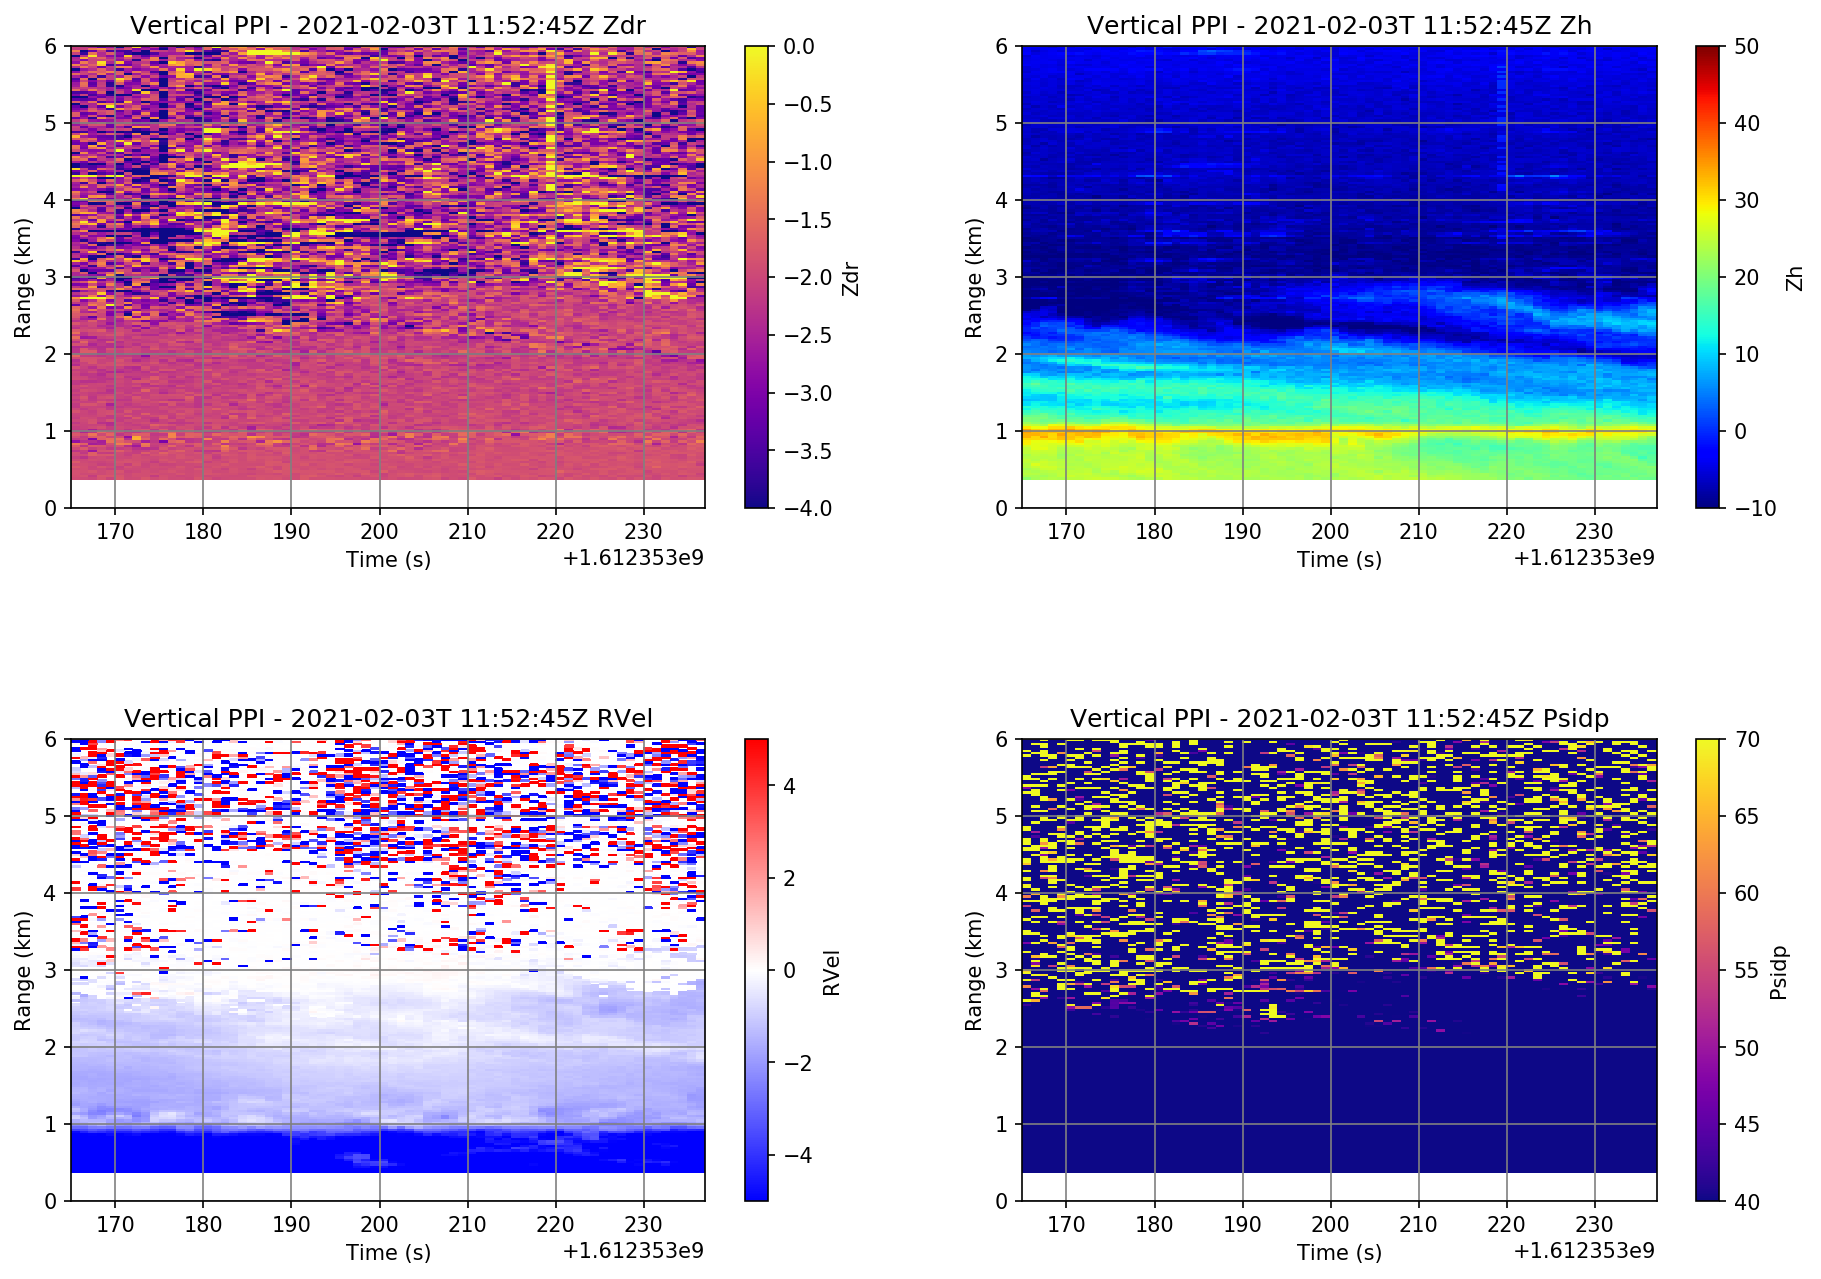 Vertical PPI - 2021-02-03T 11:52:45Z Zdr
6
5
4
3
2
1
0
Range (km)
170 180 190 200 210 220 230
Time (s)
+1.612353e9
0.0
−0.5
−1.0
−1.5
−2.0
−2.5
−3.0
−3.5
−4.0
Zdr
Vertical PPI - 2021-02-03T 11:52:45Z Zh
6
5
4
3
2
1
0
Range (km)
170 180 190 200 210 220 230
Time (s)
+1.612353e9
50
40
30
20
10
0
−10
Zh
Vertical PPI - 2021-02-03T 11:52:45Z RVel
6
5
4
3
2
1
0
Range (km)
170 180 190 200 210 220 230
Time (s)
+1.612353e9
4
2
0
−2
−4
RVel
Vertical PPI - 2021-02-03T 11:52:45Z Psidp
6
5
4
3
2
1
0
Range (km)
170 180 190 200 210 220 230
Time (s)
+1.612353e9
70
65
60
55
50
45
40
Psidp